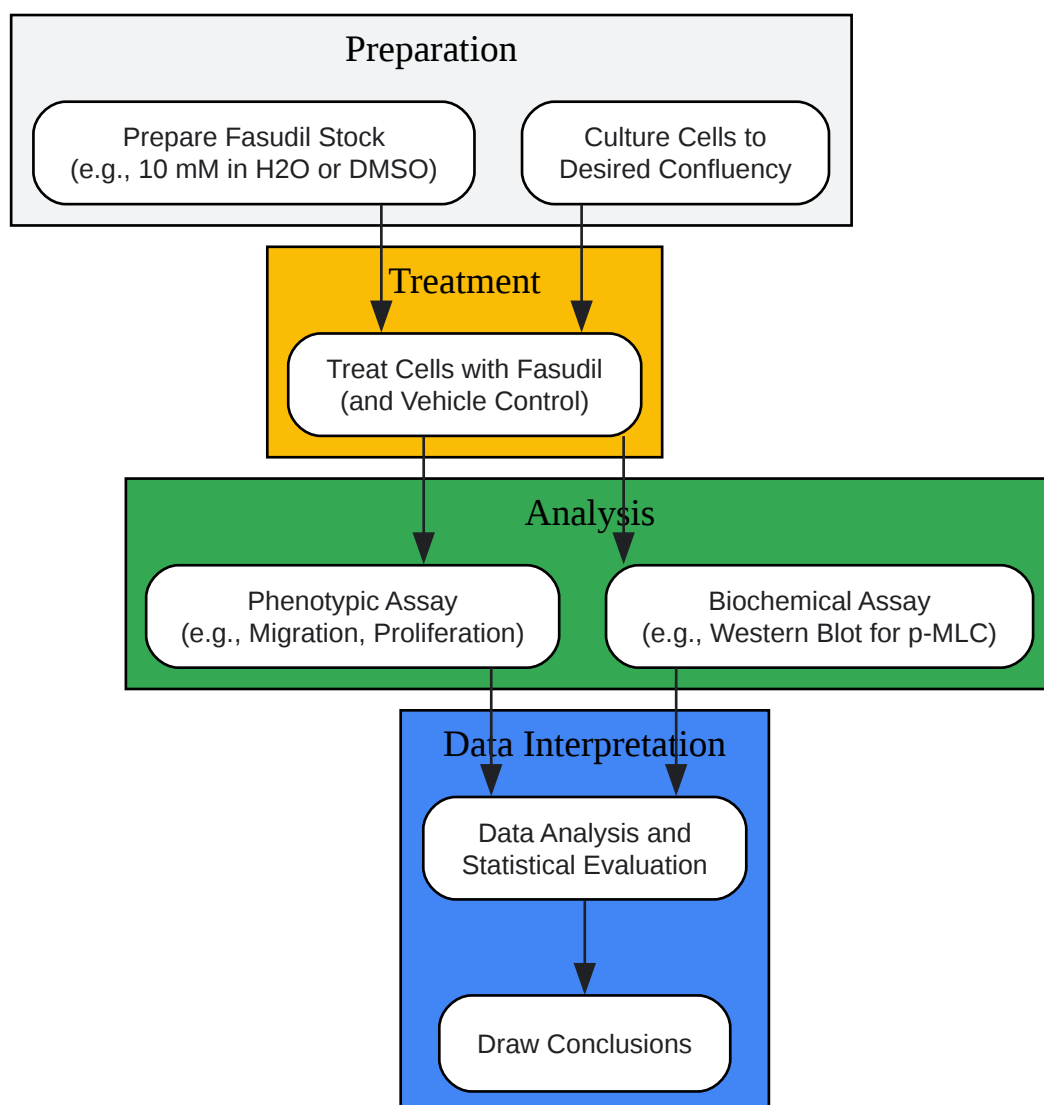 Preparation
Prepare Fasudil Stock
(e.g., 10 mM in H2O or DMSO)
Culture Cells to
Desired Confluency
Treatment
Treat Cells with Fasudil
(and Vehicle Control)
Analysis
Phenotypic Assay
(e.g., Migration, Proliferation)
Biochemical Assay
(e.g., Western Blot for p-MLC)
Data Interpretation
Data Analysis and
Statistical Evaluation
Draw Conclusions